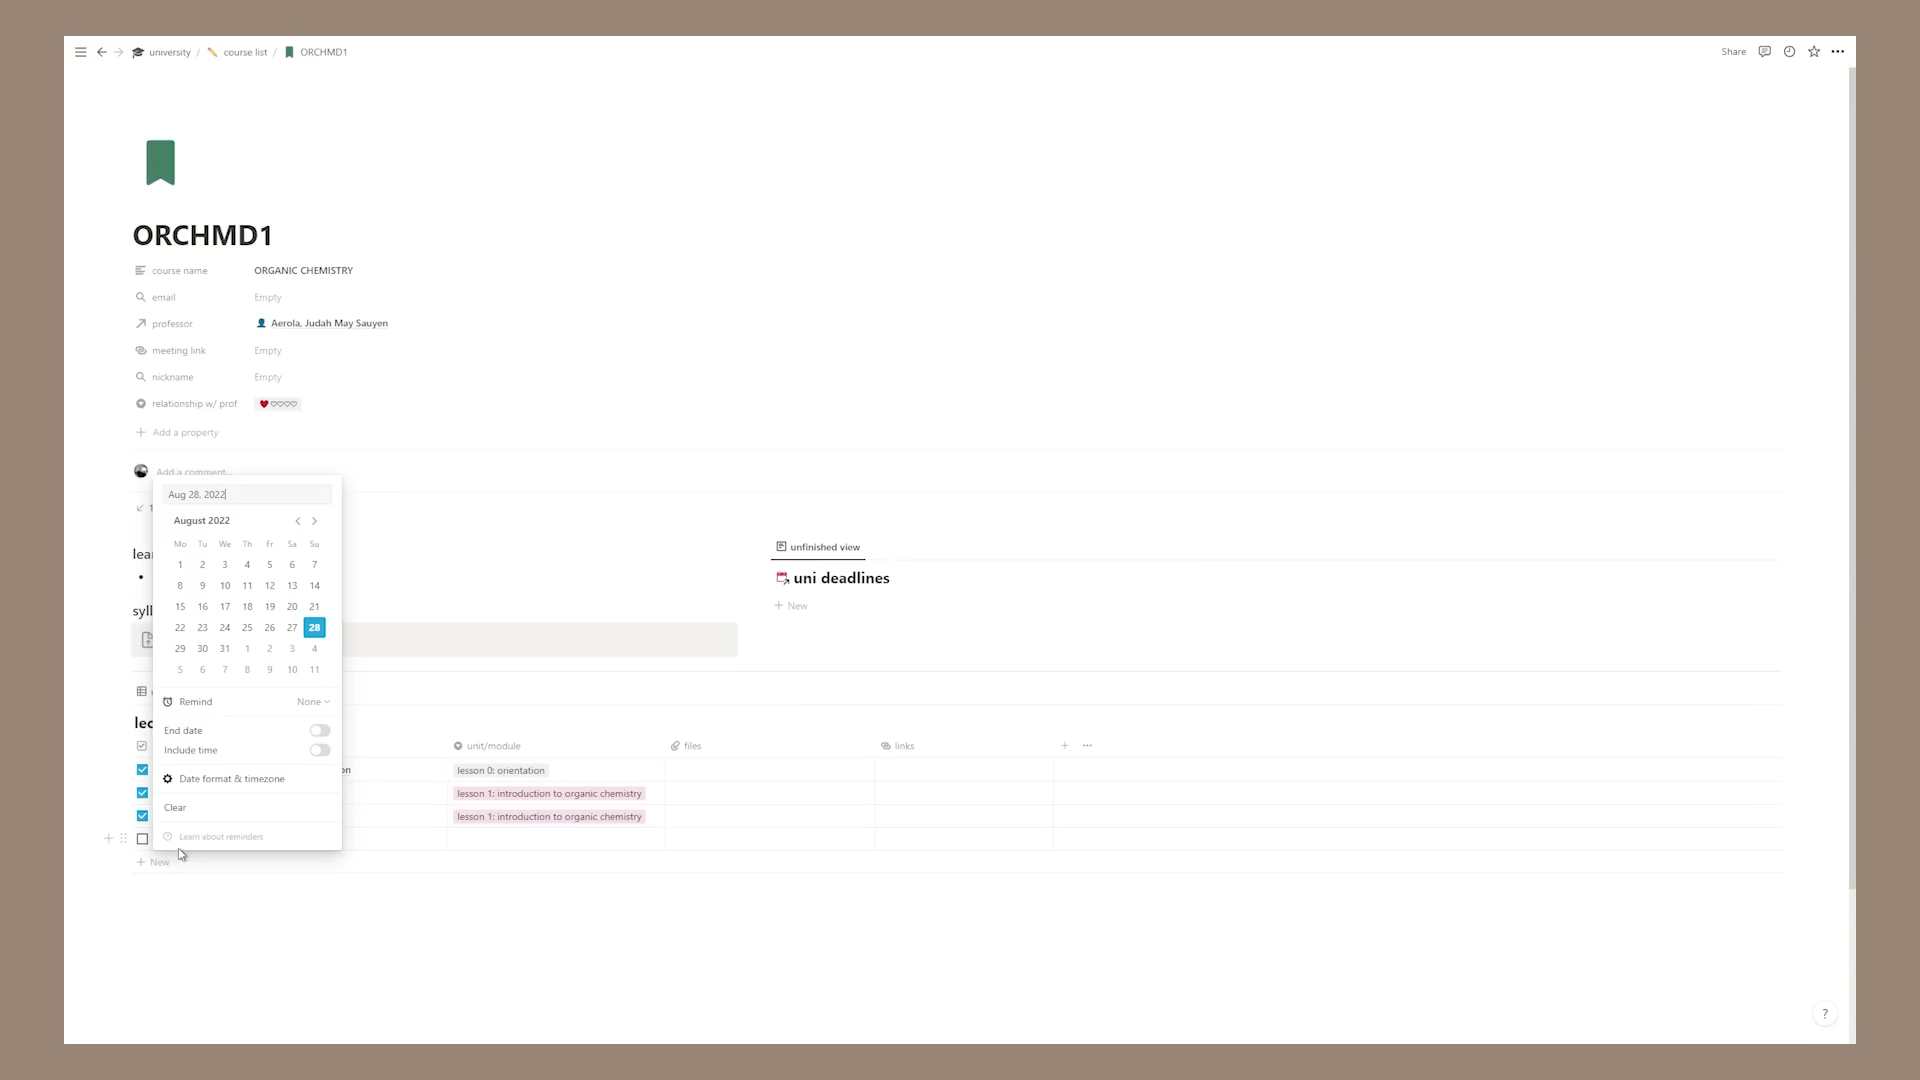 university / course list / ORCHMD1
Share
ORCHMD1
course name ORGANIC CHEMISTRY
email Empty
professor Aerola, Judah May Sauyen
meeting link Empty
nickname Empty
relationship w/ prof
Add a property
Add a comment...
Aug 28, 2022
August 2022
Mo Tu We Th Fr Sa Su
1 2 3 4 5 6 7
8 9 10 11 12 13 14
15 16 17 18 19 20 21
22 23 24 25 26 27 28
29 30 31 1 2 3 4
5 6 7 8 9 10 11
Remind None
End date
Include time
Date format & timezone
Clear
Learn about reminders
unfinished view
uni deadlines
+ New
unit/module files links + ...
lesson 0: orientation
lesson 1: introduction to organic chemistry
lesson 1: introduction to organic chemistry
+ New
?